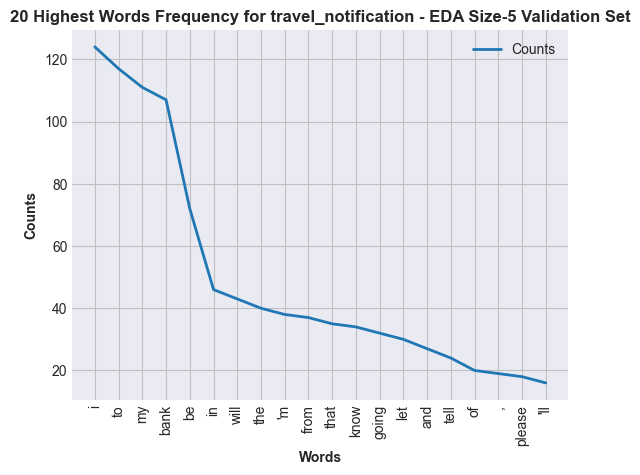 20 Highest Words Frequency for travel_notification - EDA Size-5 Validation Set
Counts
120
100
80
60
40
20
Counts
i
to
my
bank
be
in
will
the
'm
from
that
know
going
let
and
tell
of
,
please
'll
Words